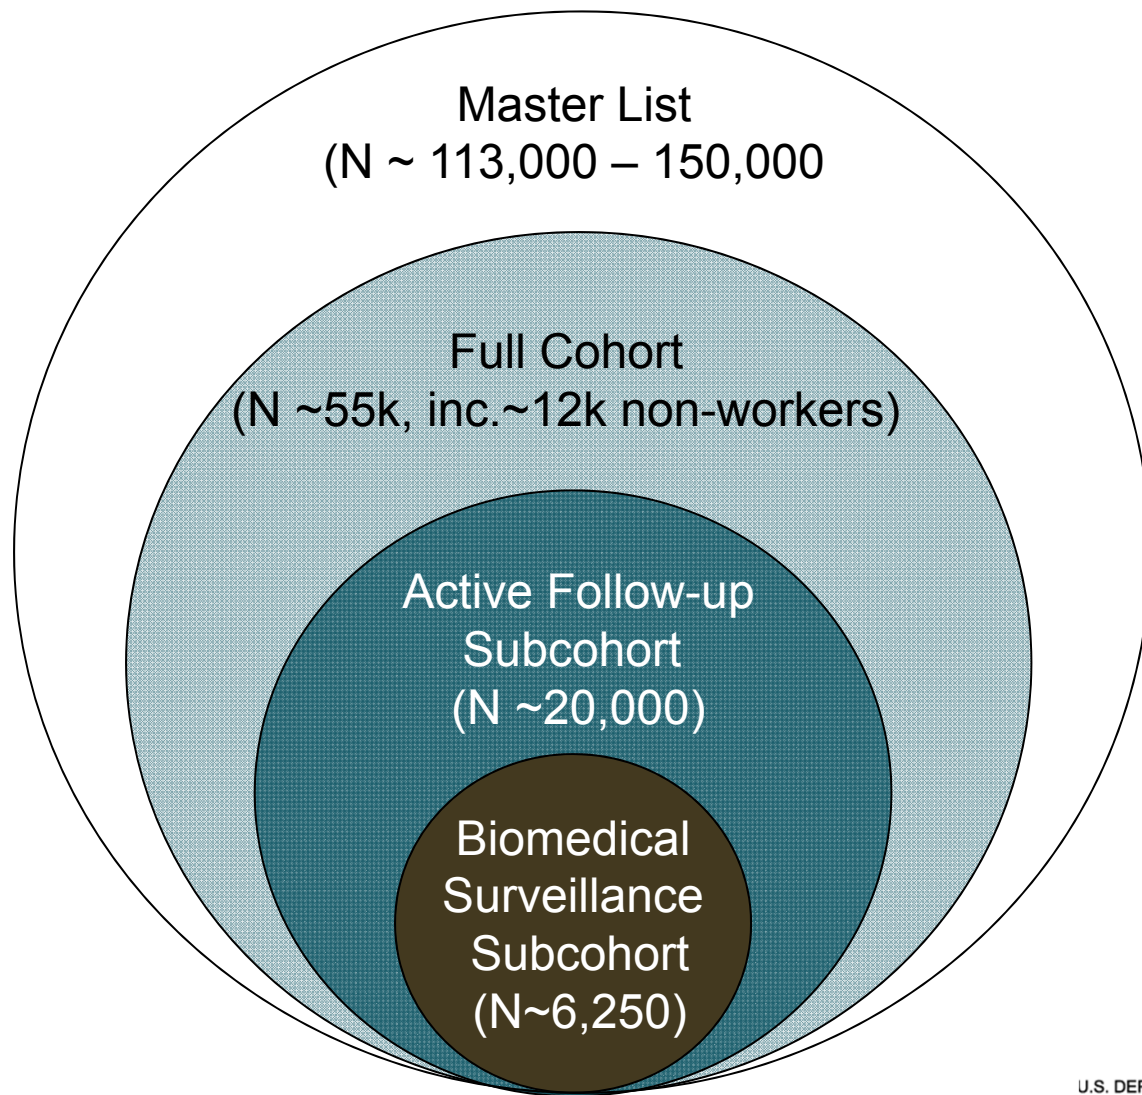 Master List
(N ~ 113,000 – 150,000
Full Cohort
(N ~55k, inc.~12k non-workers)
Active Follow-up
Subcohort
(N ~20,000)
Biomedical
Surveillance
Subcohort
(N~6,250)
U.S. DEF